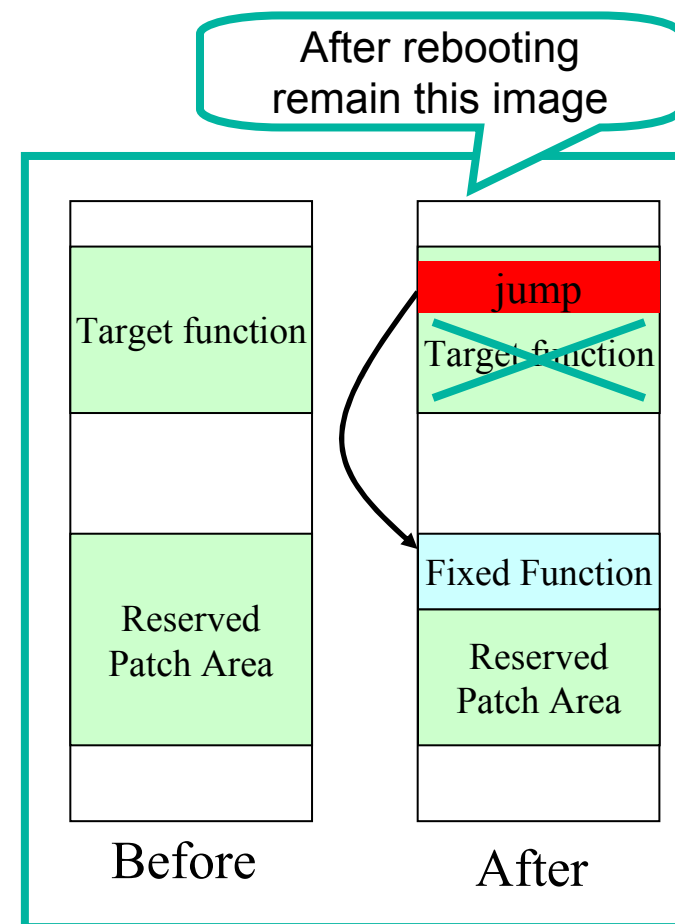 After rebooting
remain this image
Target function
Reserved
Patch Area
Before
jump
Target function
Fixed Function
Reserved
Patch Area
After